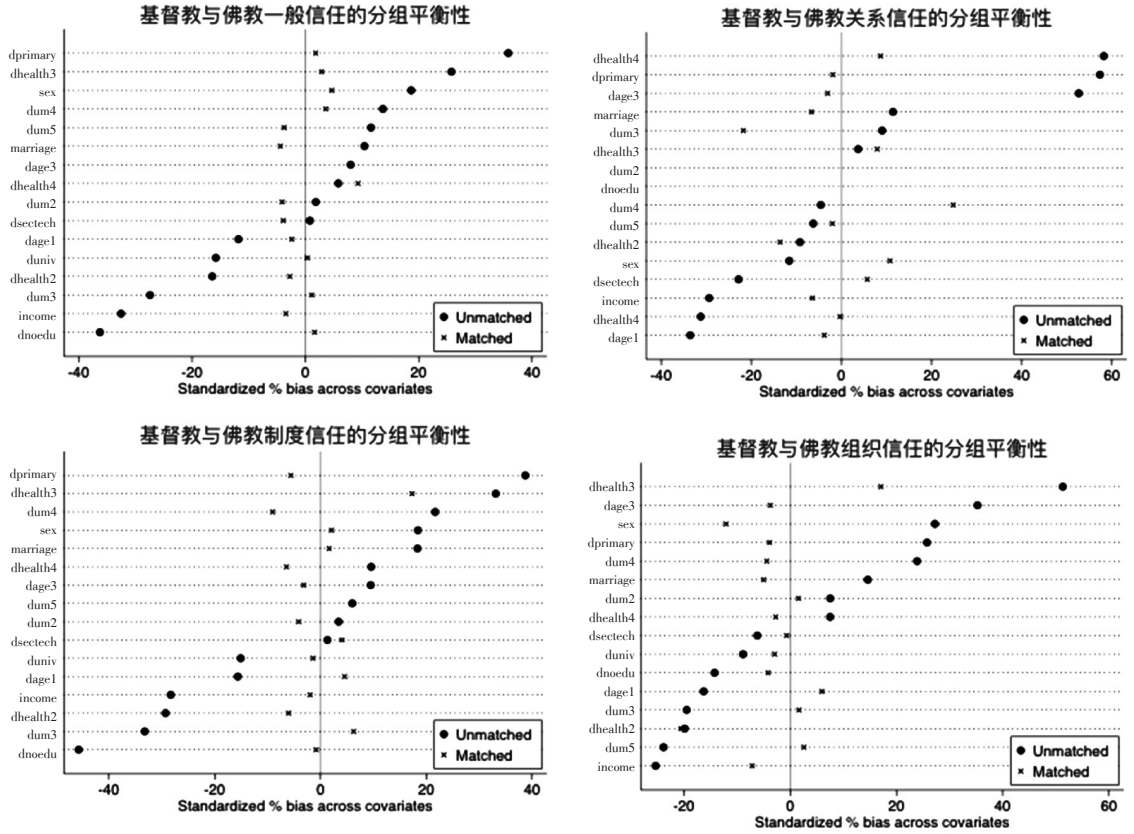 基督教与佛教一般信任的分组平衡性
dprimary
dhealth3
sex
dum4
dum5
marriage
dage3
dhealth4
dum2
dsectech
dage1
duniv
dhealth2
dum3
income
dnoedu
Unmatched
Matched
-40 -20 0 20 40
Standardized % bias across covariates
基督教与佛教关系信任的分组平衡性
dhealth4
dprimary
dage3
marriage
dum3
dhealth3
dum2
dnoedu
dum4
dum5
dhealth2
sex
dsectech
income
dhealth4
dage1
Unmatched
Matched
-40 -20 0 20 40 60
Standardized % bias across covariates
基督教与佛教制度信任的分组平衡性
dprimary
dhealth3
dum4
sex
marriage
dhealth4
dage3
dum5
dum2
dsectech
duniv
dage1
income
dhealth2
dum3
dnoedu
Unmatched
Matched
-40 -20 0 20 40
Standardized % bias across covariates
基督教与佛教组织信任的分组平衡性
dhealth3
dage3
sex
dprimary
dum4
marriage
dum2
dhealth4
dsectech
duniv
dnoedu
dage1
dum3
dhealth2
dum5
income
Unmatched
Matched
-20 0 20 40 60
Standardized % bias across covariates